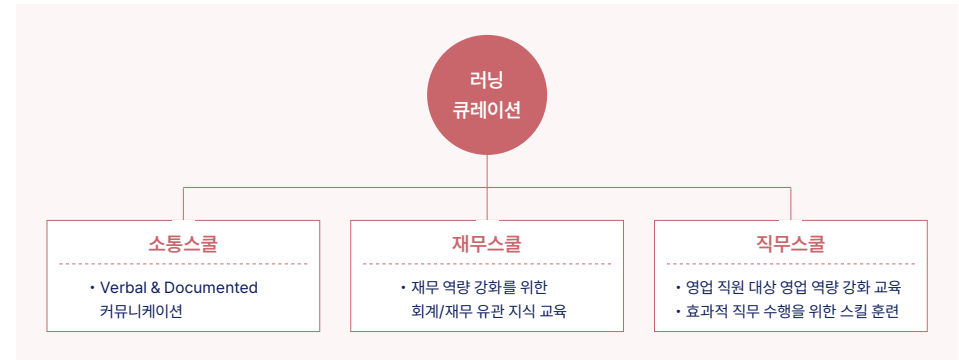 러닝
큐레이션
소통스쿨
• Verbal & Documented
커뮤니케이션
재무스쿨
• 재무 역량 강화를 위한
회계/재무 유관 지식 교육
직무스쿨
• 영업 직원 대상 영업 역량 강화 교육
• 효과적 직무 수행을 위한 스킬 훈련